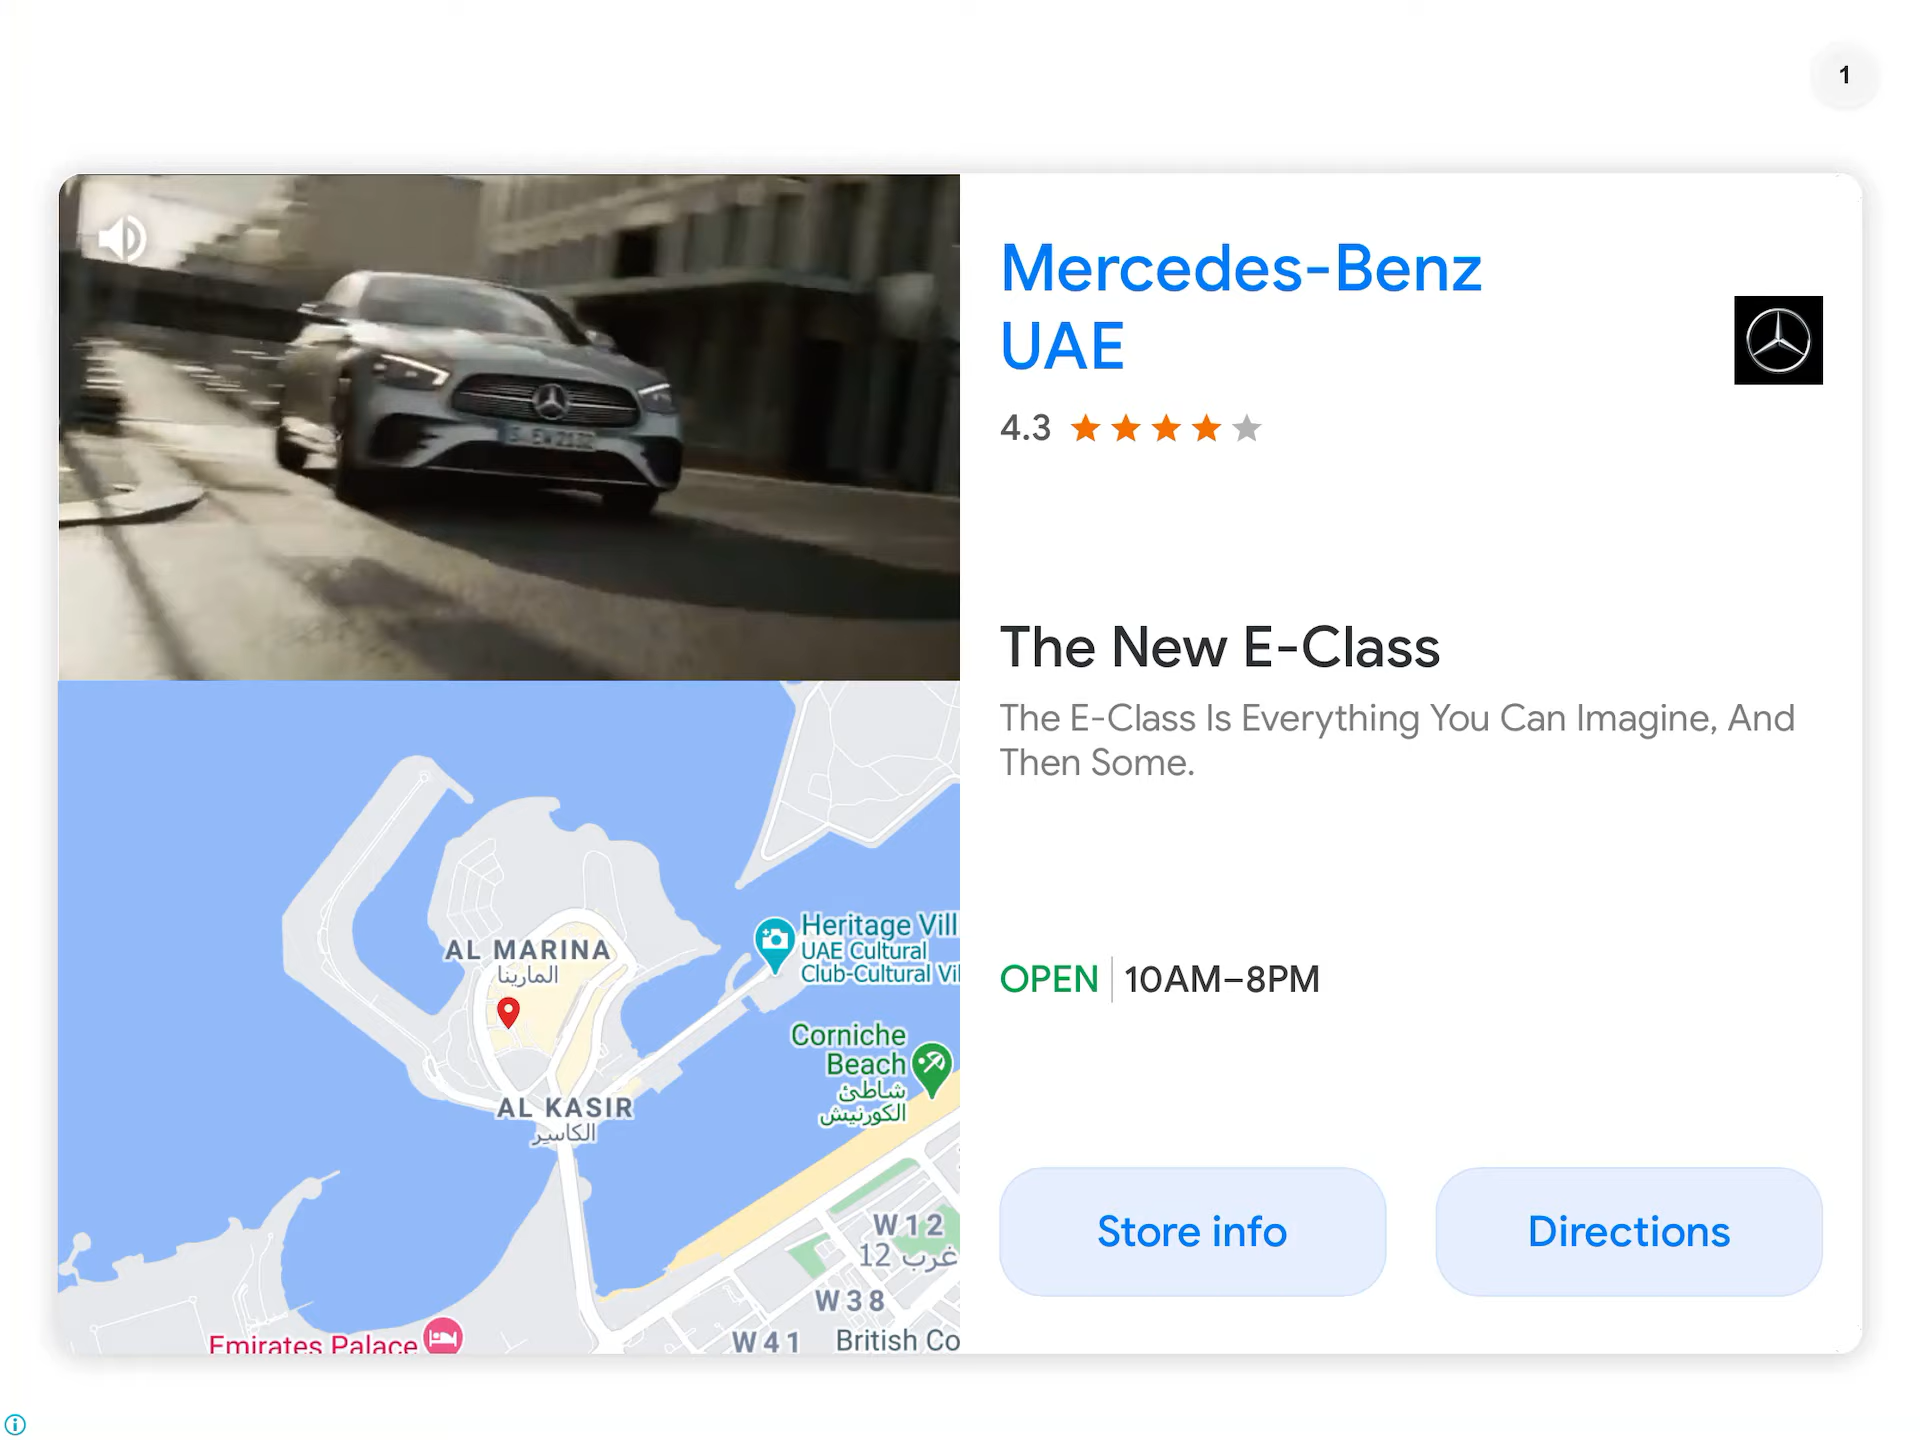 1
Mercedes-Benz
UAE
4.3
The New E-Class
The E-Class Is Everything You Can Imagine, And
Then Some.
OPEN
10AM–8PM
Store info
Directions
AL MARINA
المارينا
Heritage Vill
UAE Cultural
Club-Cultural Vil
Corniche
Beach
شاطئ
الكورنيش
AL KASIR
الكاسير
W12
غرب 12
W38
W41
British Co
Emirates Palace